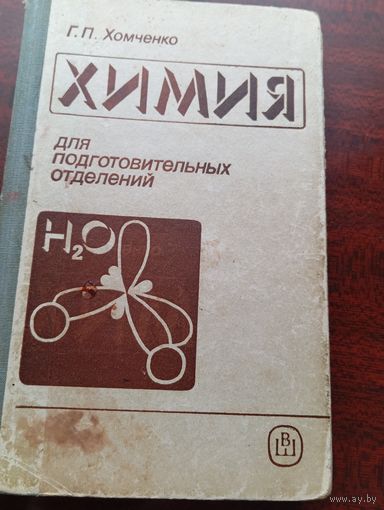 Г. П. Хомченко
ХИМИЯ
для
подготовительных
отделений
H2O
ВШ
www.ay.by